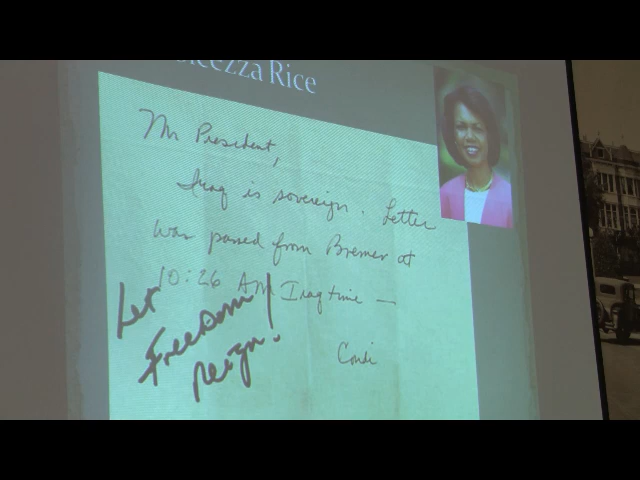 Rice
Mr President,
Iraq is sovereign. Letter
was passed from Bremer at
10:26 AM Iraq time —
Condi
Let
Freedom
Reign!